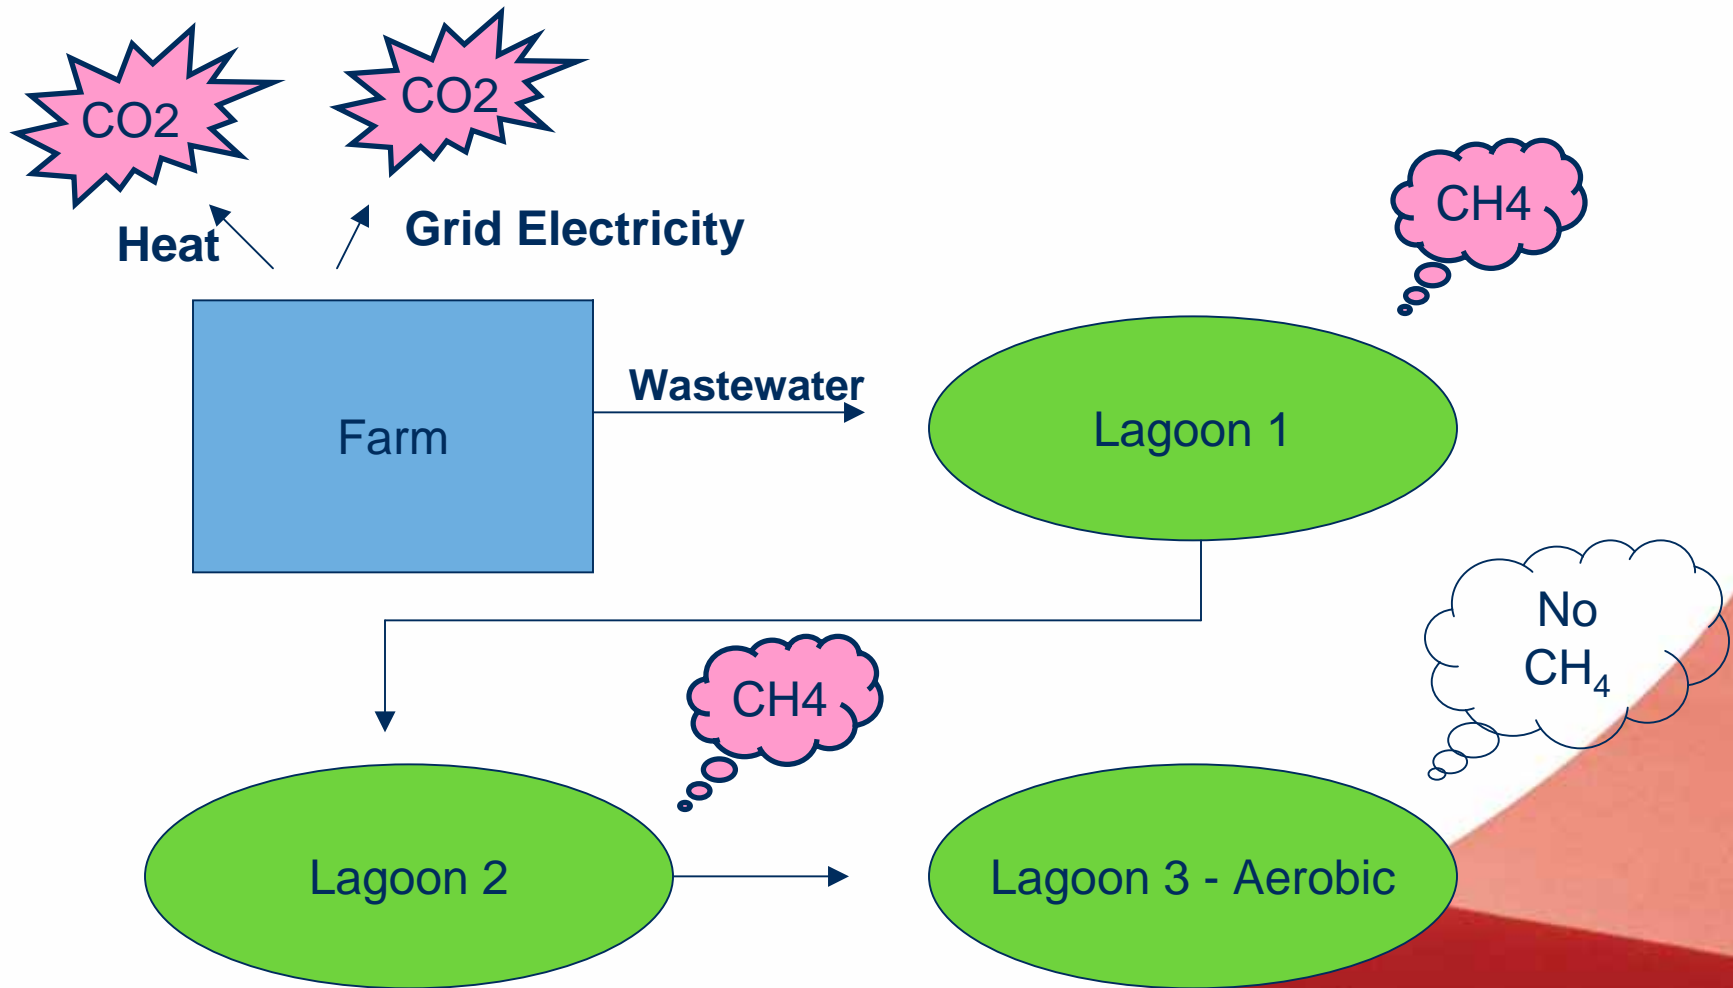 CO2
CO2
Heat
Grid Electricity
CH4
Wastewater
Farm
Lagoon 1
No
CH₄
CH4
Lagoon 2
Lagoon 3 - Aerobic